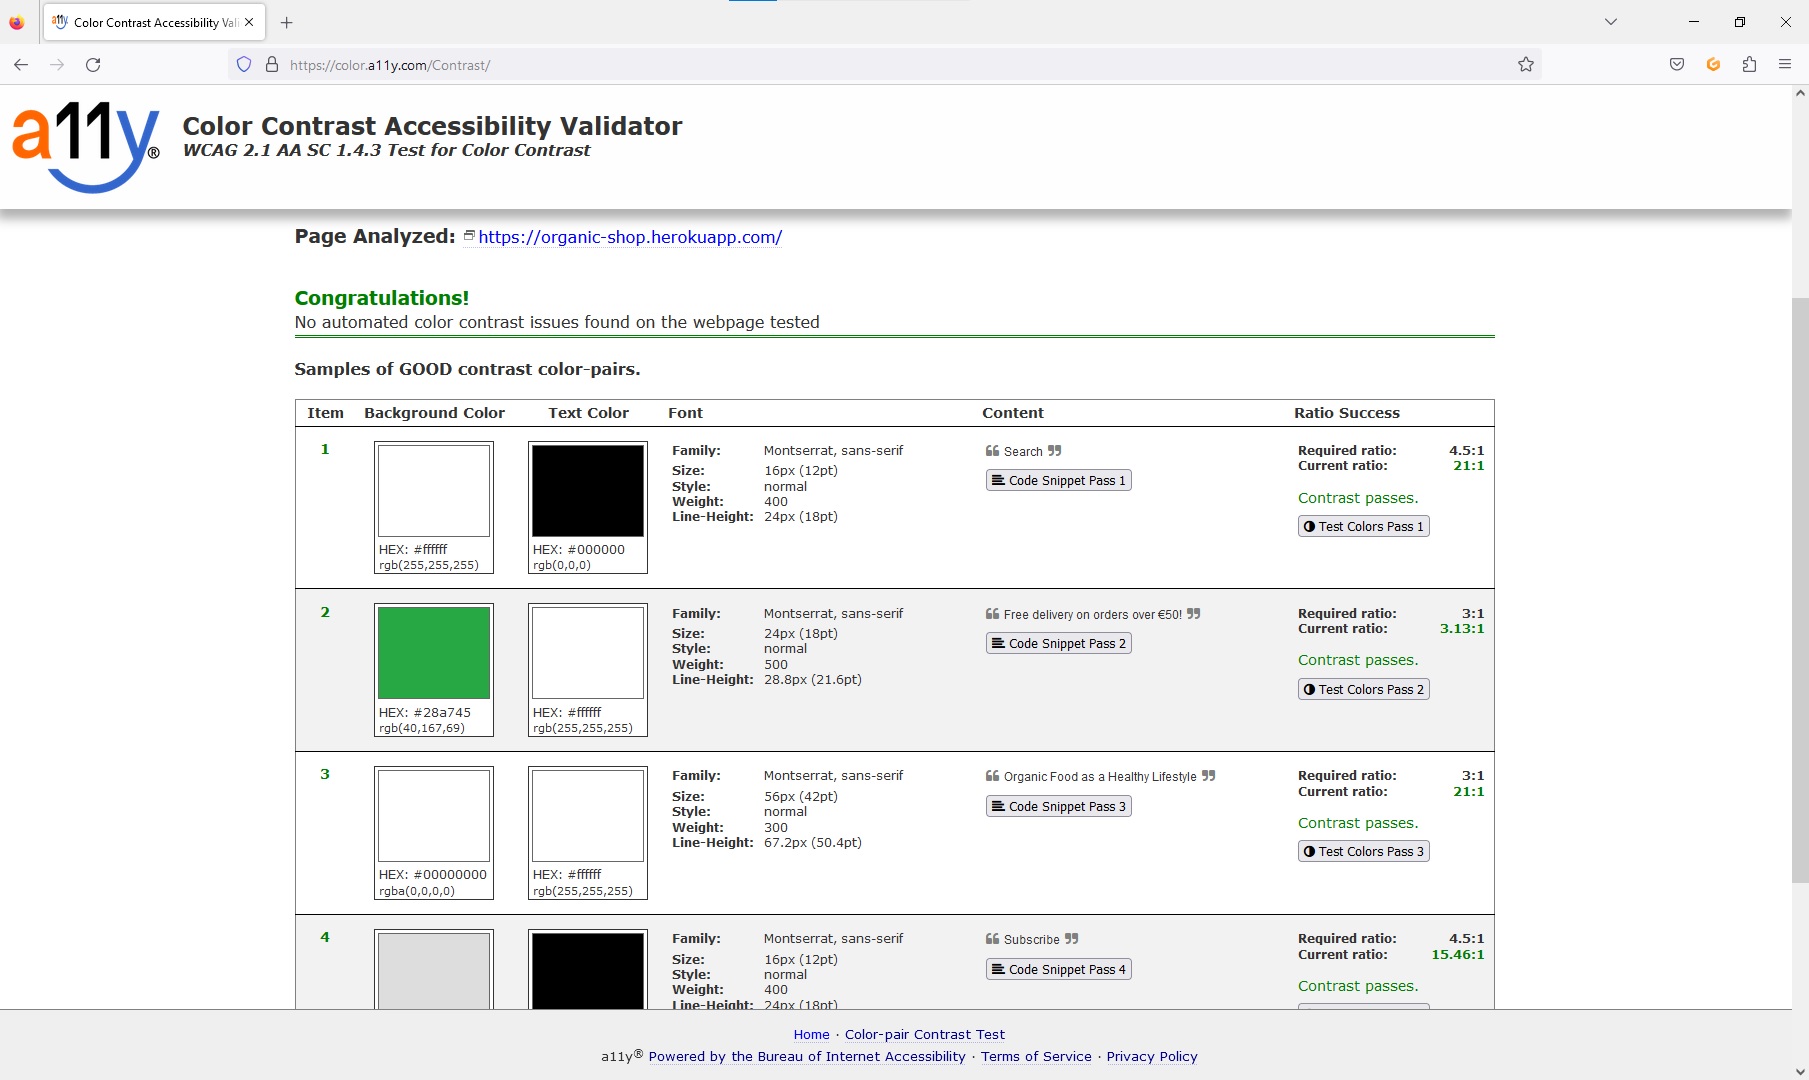 Color Contrast Accessibility Vali
https://color.a11y.com/Contrast/
a11y®
Color Contrast Accessibility Validator
WCAG 2.1 AA SC 1.4.3 Test for Color Contrast
Page Analyzed: https://organic-shop.herokuapp.com/
Congratulations!
No automated color contrast issues found on the webpage tested
Samples of GOOD contrast color-pairs.
Item Background Color Text Color Font Content Ratio Success
1
HEX: #ffffff
rgb(255,255,255)
HEX: #000000
rgb(0,0,0)
Family: Montserrat, sans-serif
Size: 16px (12pt)
Style: normal
Weight: 400
Line-Height: 24px (18pt)
❝ Search ❞
Code Snippet Pass 1
Required ratio: 4.5:1
Current ratio: 21:1
Contrast passes.
Test Colors Pass 1
2
HEX: #28a745
rgb(40,167,69)
HEX: #ffffff
rgb(255,255,255)
Family: Montserrat, sans-serif
Size: 24px (18pt)
Style: normal
Weight: 500
Line-Height: 28.8px (21.6pt)
❝ Free delivery on orders over €50! ❞
Code Snippet Pass 2
Required ratio: 3:1
Current ratio: 3.13:1
Contrast passes.
Test Colors Pass 2
3
HEX: #00000000
rgba(0,0,0,0)
HEX: #ffffff
rgb(255,255,255)
Family: Montserrat, sans-serif
Size: 56px (42pt)
Style: normal
Weight: 300
Line-Height: 67.2px (50.4pt)
❝ Organic Food as a Healthy Lifestyle ❞
Code Snippet Pass 3
Required ratio: 3:1
Current ratio: 21:1
Contrast passes.
Test Colors Pass 3
4
Family: Montserrat, sans-serif
Size: 16px (12pt)
Style: normal
Weight: 400
Line-Height: 24px (18pt)
❝ Subscribe ❞
Code Snippet Pass 4
Required ratio: 4.5:1
Current ratio: 15.46:1
Contrast passes.
Home · Color-pair Contrast Test
a11y® Powered by the Bureau of Internet Accessibility · Terms of Service · Privacy Policy